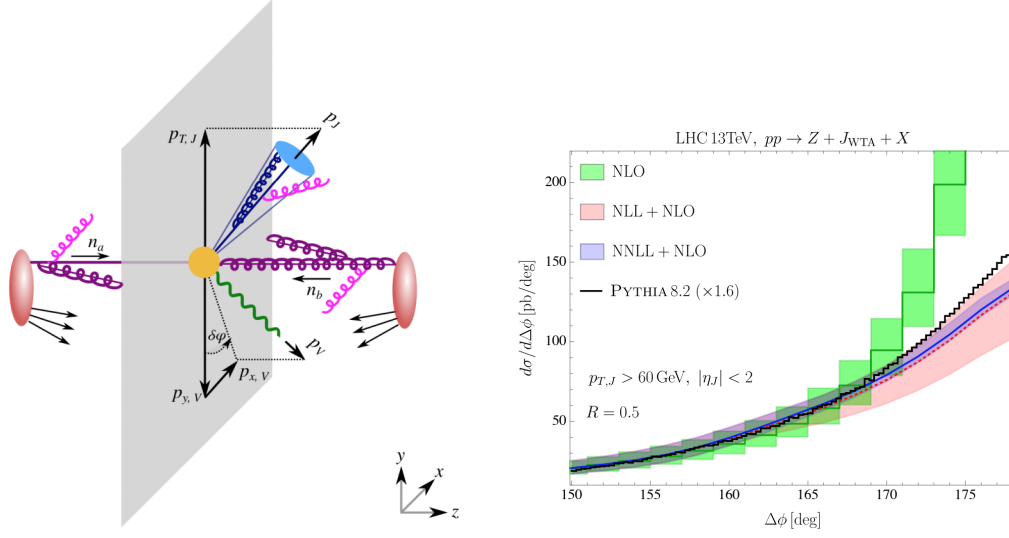 p_{T,J}
p_J
n_a
n_b
δφ
p_V
p_{x,V}
p_{y,V}
y
x
z
LHC 13TeV, pp → Z + J_{WTA} + X
NLO
NLL + NLO
NNLL + NLO
PYTHIA 8.2 (×1.6)
p_{T,J} > 60 GeV, |η_J| < 2
R = 0.5
dσ/dΔφ [pb/deg]
200
150
100
50
150
155
160
165
170
175
Δφ [deg]